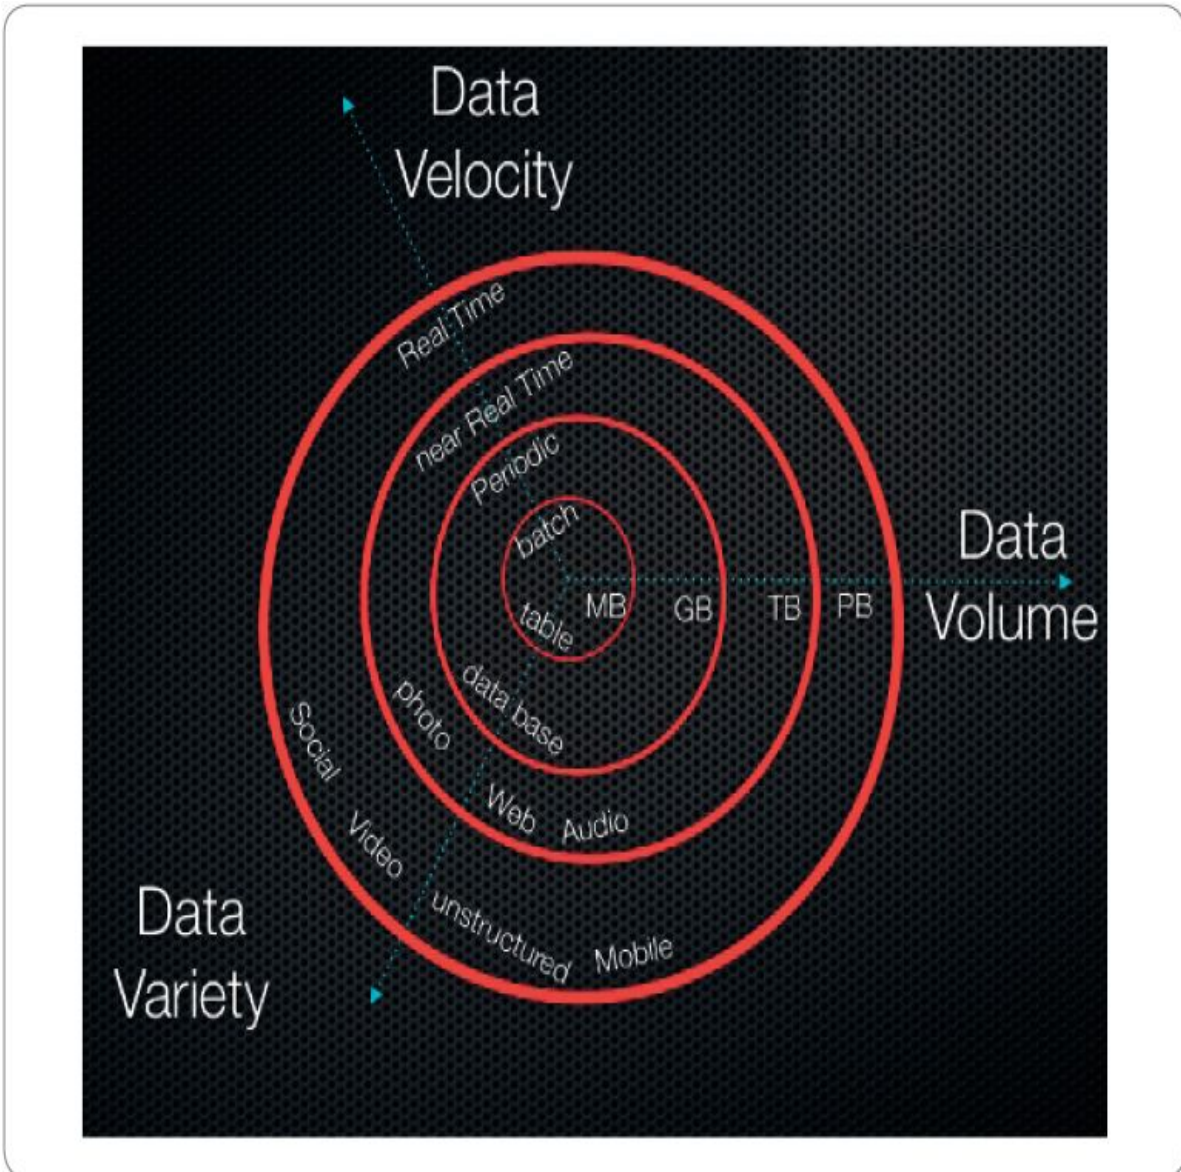 Data
Velocity
Real Time
near Real Time
Periodic
batch
table
data base
photo
Web
Audio
Social
Video
unstructured
Mobile
MB
GB
TB
PB
Data
Volume
Data
Variety